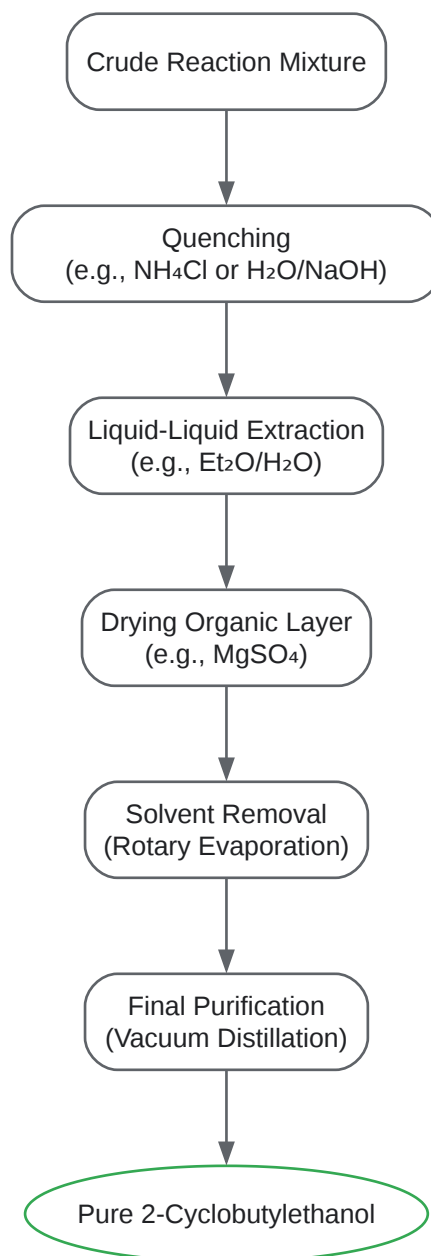 Crude Reaction Mixture
Quenching
(e.g., NH₄Cl or H₂O/NaOH)
Liquid-Liquid Extraction
(e.g., Et₂O/H₂O)
Drying Organic Layer
(e.g., MgSO₄)
Solvent Removal
(Rotary Evaporation)
Final Purification
(Vacuum Distillation)
Pure 2-Cyclobutylethanol